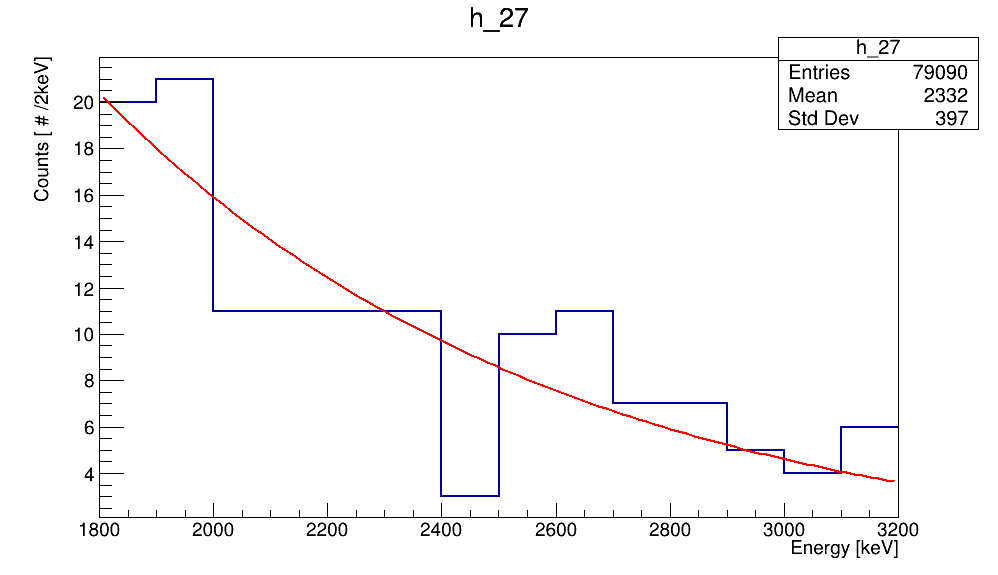 h_27
h_27
Entries 79090
Mean 2332
Std Dev 397
Counts [ # /2keV]
20
18
16
14
12
10
8
6
4
1800 2000 2200 2400 2600 2800 3000 3200
Energy [keV]